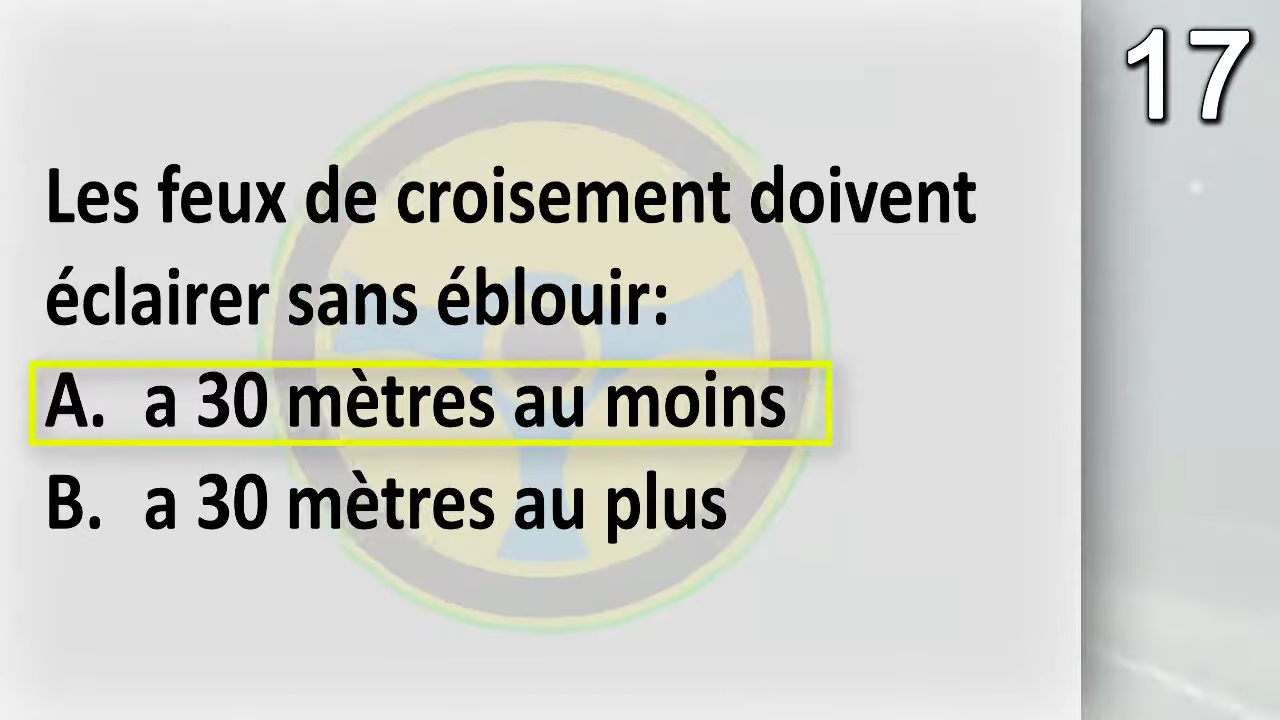 17
Les feux de croisement doivent
éclairer sans éblouir:
A. a 30 mètres au moins
B. a 30 mètres au plus